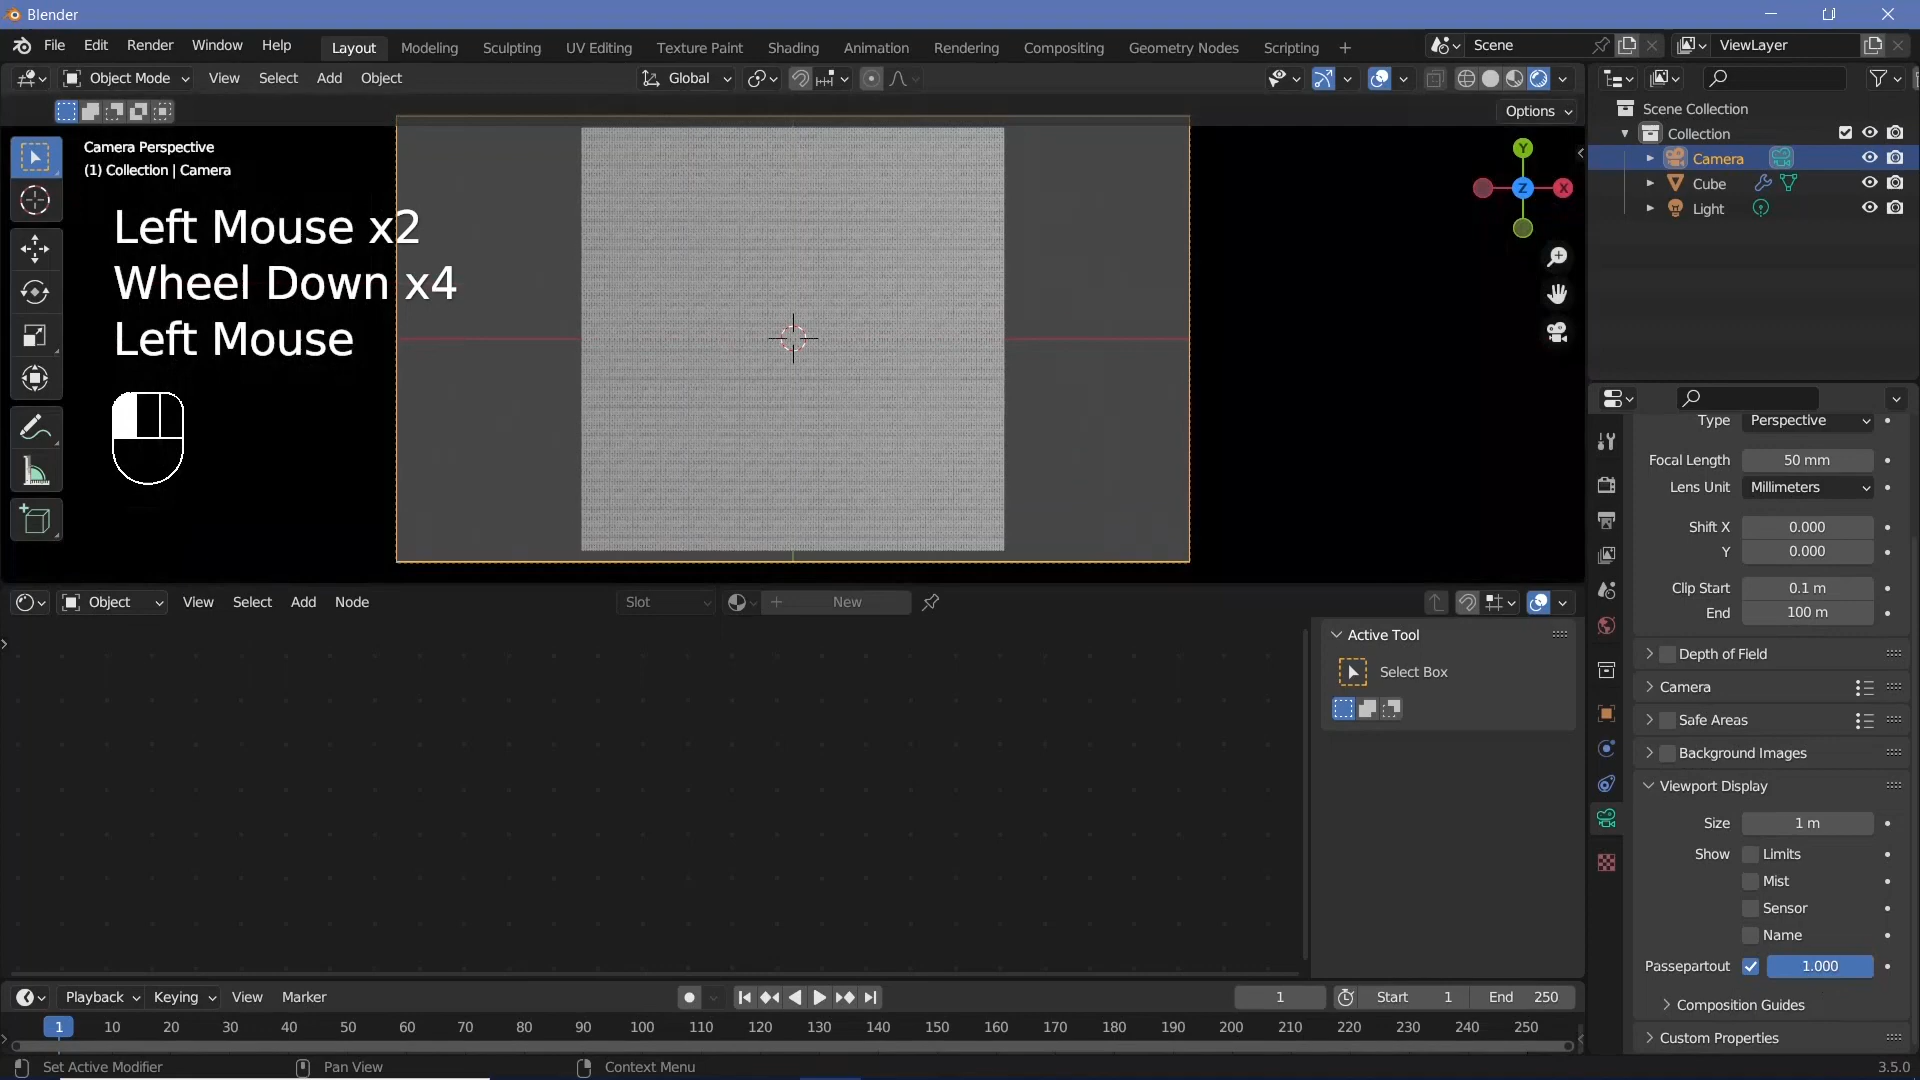 Blender
File Edit Render Window Help Layout Modeling Sculpting UV Editing Texture Paint Shading Animation Rendering Compositing Geometry Nodes Scripting + Scene ViewLayer
Object Mode View Select Add Object Global
Options
Camera Perspective
(1) Collection | Camera
Left Mouse x2
Wheel Down x4
Left Mouse
Y
Z
X
Scene Collection
Collection
Camera
Cube
Light
Type Perspective
Focal Length 50 mm
Lens Unit Millimeters
Shift X 0.000
Y 0.000
Clip Start 0.1 m
End 100 m
Depth of Field
Camera
Safe Areas
Background Images
Viewport Display
Size 1 m
Show Limits
Mist
Sensor
Name
Passepartout 1.000
Composition Guides
Custom Properties
Object View Select Add Node Slot New
Active Tool
Select Box
Playback Keying View Marker 1 Start 1 End 250
1 10 20 30 40 50 60 70 80 90 100 110 120 130 140 150 160 170 180 190 200 210 220 230 240 250
Set Active Modifier Pan View Context Menu 3.5.0